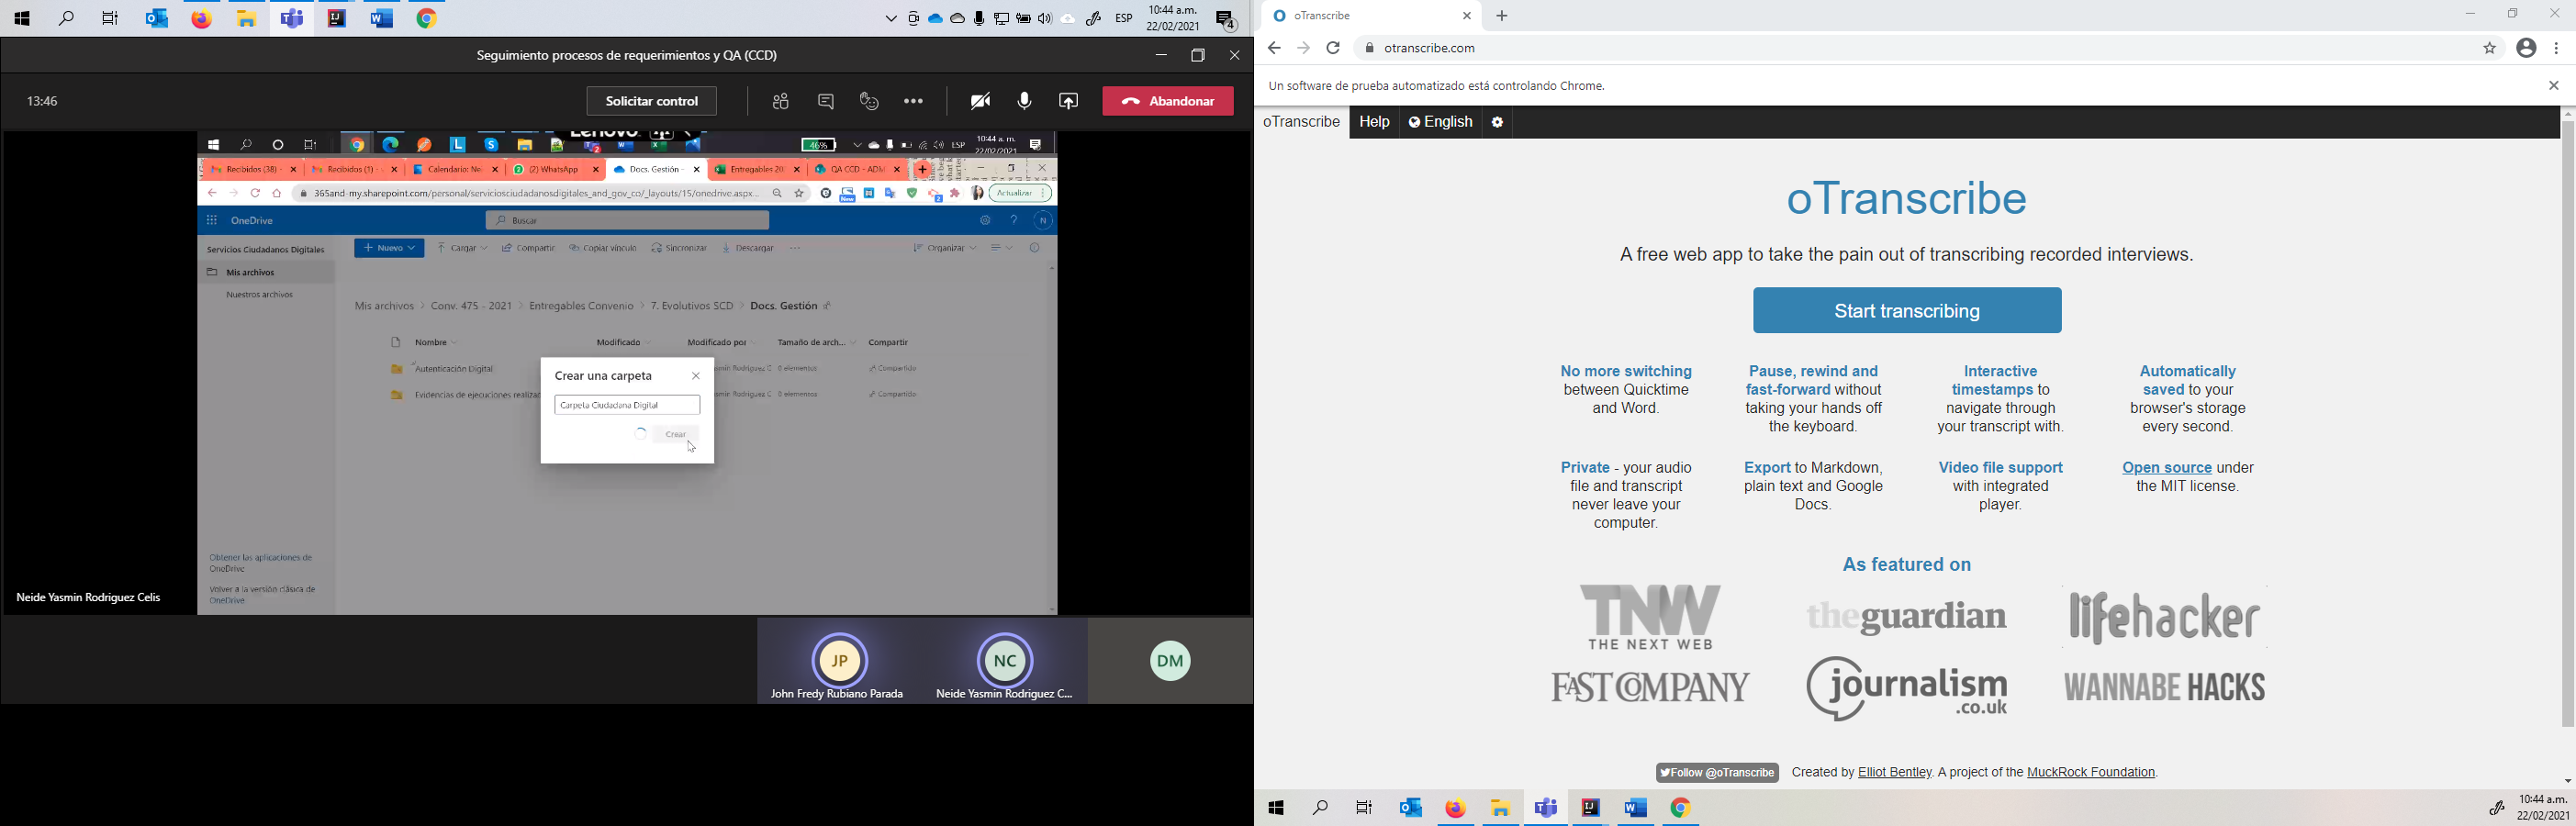 ESP
10:44 a.m.
22/02/2021
4
Seguimiento procesos de requerimientos y QA (CCD)
13:46
Solicitar control
Abandonar
Lenovo
46%
ESP
10:44 a. m.
22/02/2021
Recibidos (38) -
Recibidos (1) -
Calendario: Ne
(2) WhatsApp
Docs. Gestión -
Entregables 20
QA CCD - ADM
365and-my.sharepoint.com/personal/serviciosciudadanosdigitales_and_gov_co/_layouts/15/onedrive.aspx...
New
2
Actualizar
OneDrive
Buscar
N
Servicios Ciudadanos Digitales
Nuevo
Cargar
Compartir
Copiar vínculo
Sincronizar
Descargar
Organizar
Mis archivos
Nuestros archivos
Mis archivos > Conv. 475 - 2021 > Entregables Convenio > 7. Evolutivos SCD > Docs. Gestión
Nombre
Modificado
Modificado por
Tamaño de arch...
Compartir
Autenticación Digital
Rodriguez C
0 elementos
Compartido
Evidencias de ejecuciones realizad
Rodriguez C
0 elementos
Compartido
Crear una carpeta
Carpeta Ciudadana Digital
Crear
Obtener las aplicaciones de
OneDrive
Volver a la versión clásica de
OneDrive
Neide Yasmin Rodriguez Celis
JP
John Fredy Rubiano Parada
NC
Neide Yasmin Rodriguez C...
DM
oTranscribe
otranscribe.com
Un software de prueba automatizado está controlando Chrome.
oTranscribe
Help
English
oTranscribe
A free web app to take the pain out of transcribing recorded interviews.
Start transcribing
No more switching
between Quicktime
and Word.
Pause, rewind and
fast-forward without
taking your hands off
the keyboard.
Interactive
timestamps to
navigate through
your transcript with.
Automatically
saved to your
browser's storage
every second.
Private - your audio
file and transcript
never leave your
computer.
Export to Markdown,
plain text and Google
Docs.
Video file support
with integrated
player.
Open source under
the MIT license.
As featured on
TNW
THE NEXT WEB
theguardian
lifehacker
FAST COMPANY
journalism
.co.uk
WANNABE HACKS
Follow @oTranscribe
Created by Elliot Bentley. A project of the MuckRock Foundation.
10:44 a.m.
22/02/2021